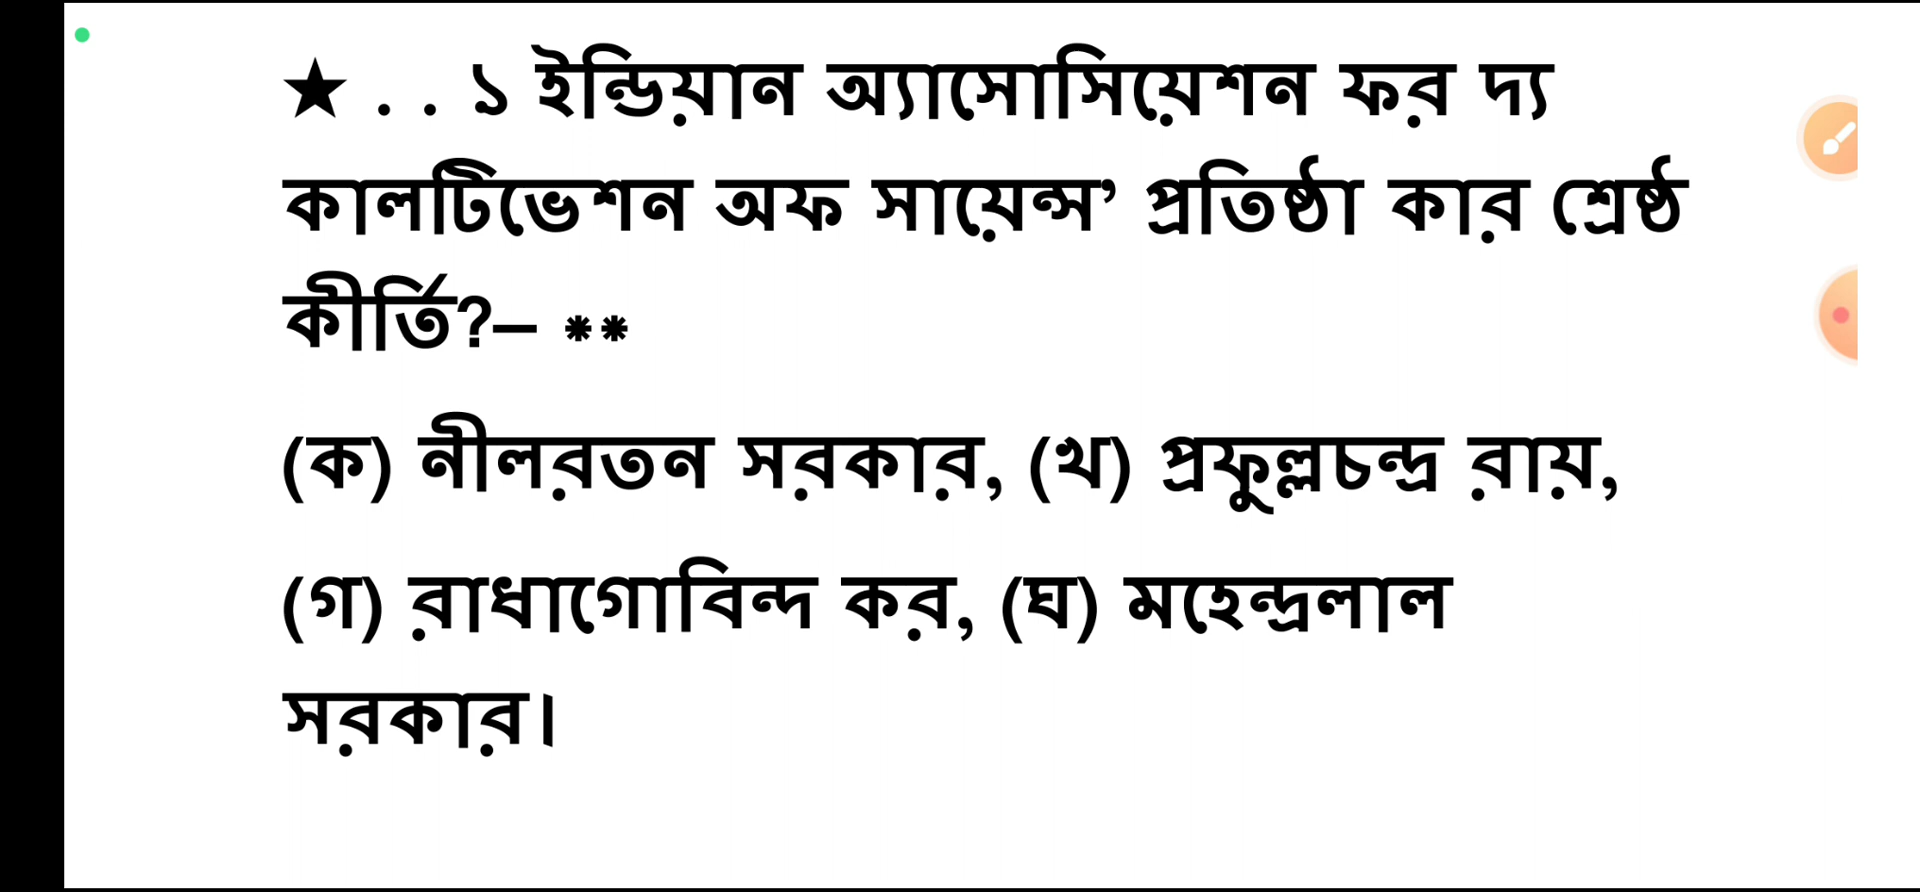 ★ . . ১ ইন্ডিয়ান অ্যাসোসিয়েশন ফর দ্য
কালটিভেশন অফ সায়েন্স’ প্রতিষ্ঠা কার শ্রেষ্ঠ
কীর্তি?— **
(ক) নীলরতন সরকার, (খ) প্রফুল্লচন্দ্র রায়,
(গ) রাধাগোবিন্দ কর, (ঘ) মহেন্দ্রলাল
সরকার।